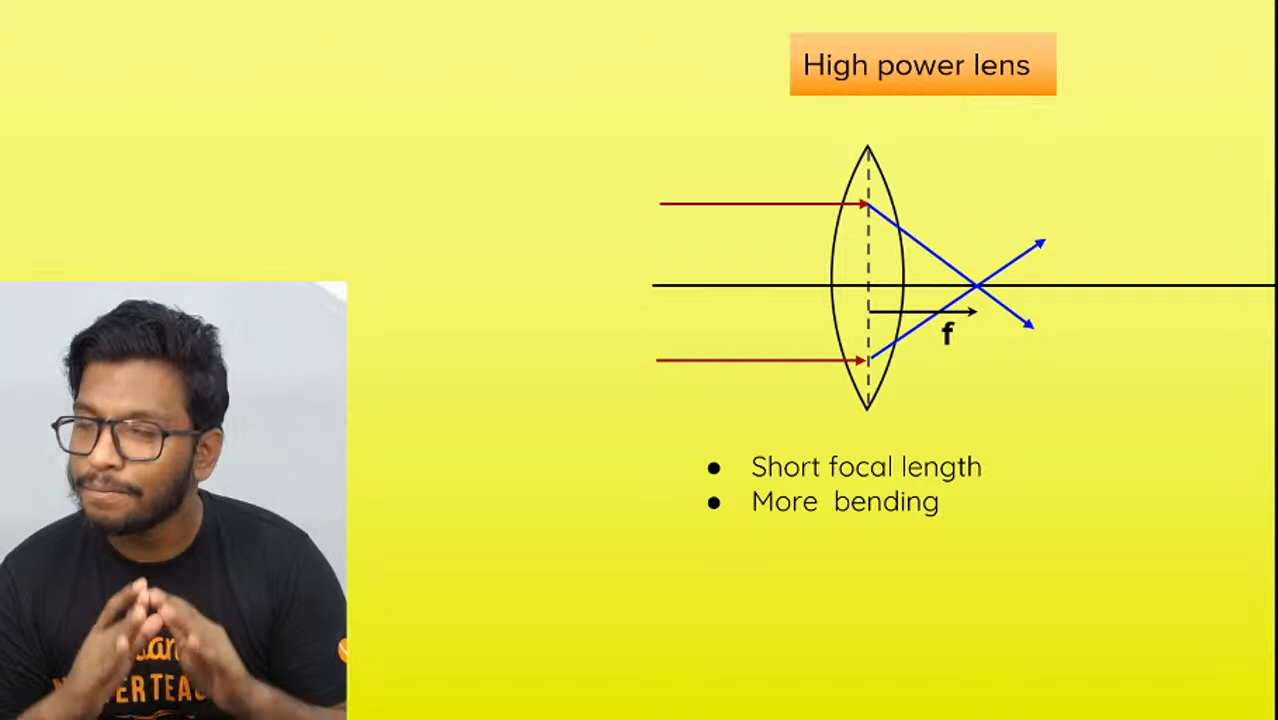 High power lens
f
● Short focal length
● More bending